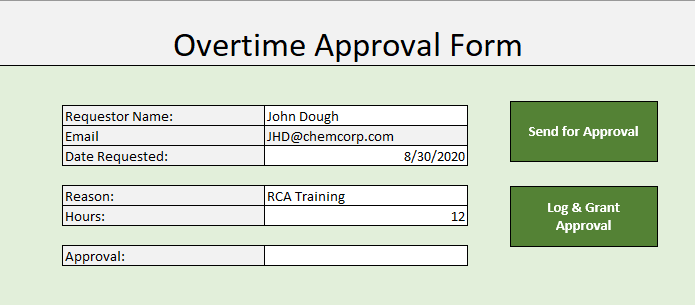 Overtime Approval Form
Requestor Name: John Dough
Email JHD@chemcorp.com
Date Requested: 8/30/2020
Reason: RCA Training
Hours: 12
Approval:
Send for Approval
Log & Grant
Approval